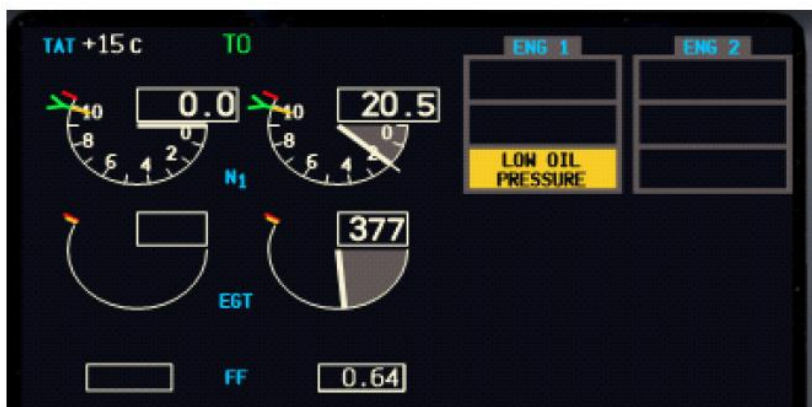 TAT +15 C TO
ENG 1 ENG 2
10 0.0 10 20.5
8 0 8 0
6 4 2 6 4 2
N1
LOW OIL
PRESSURE
377
EGT
FF 0.64